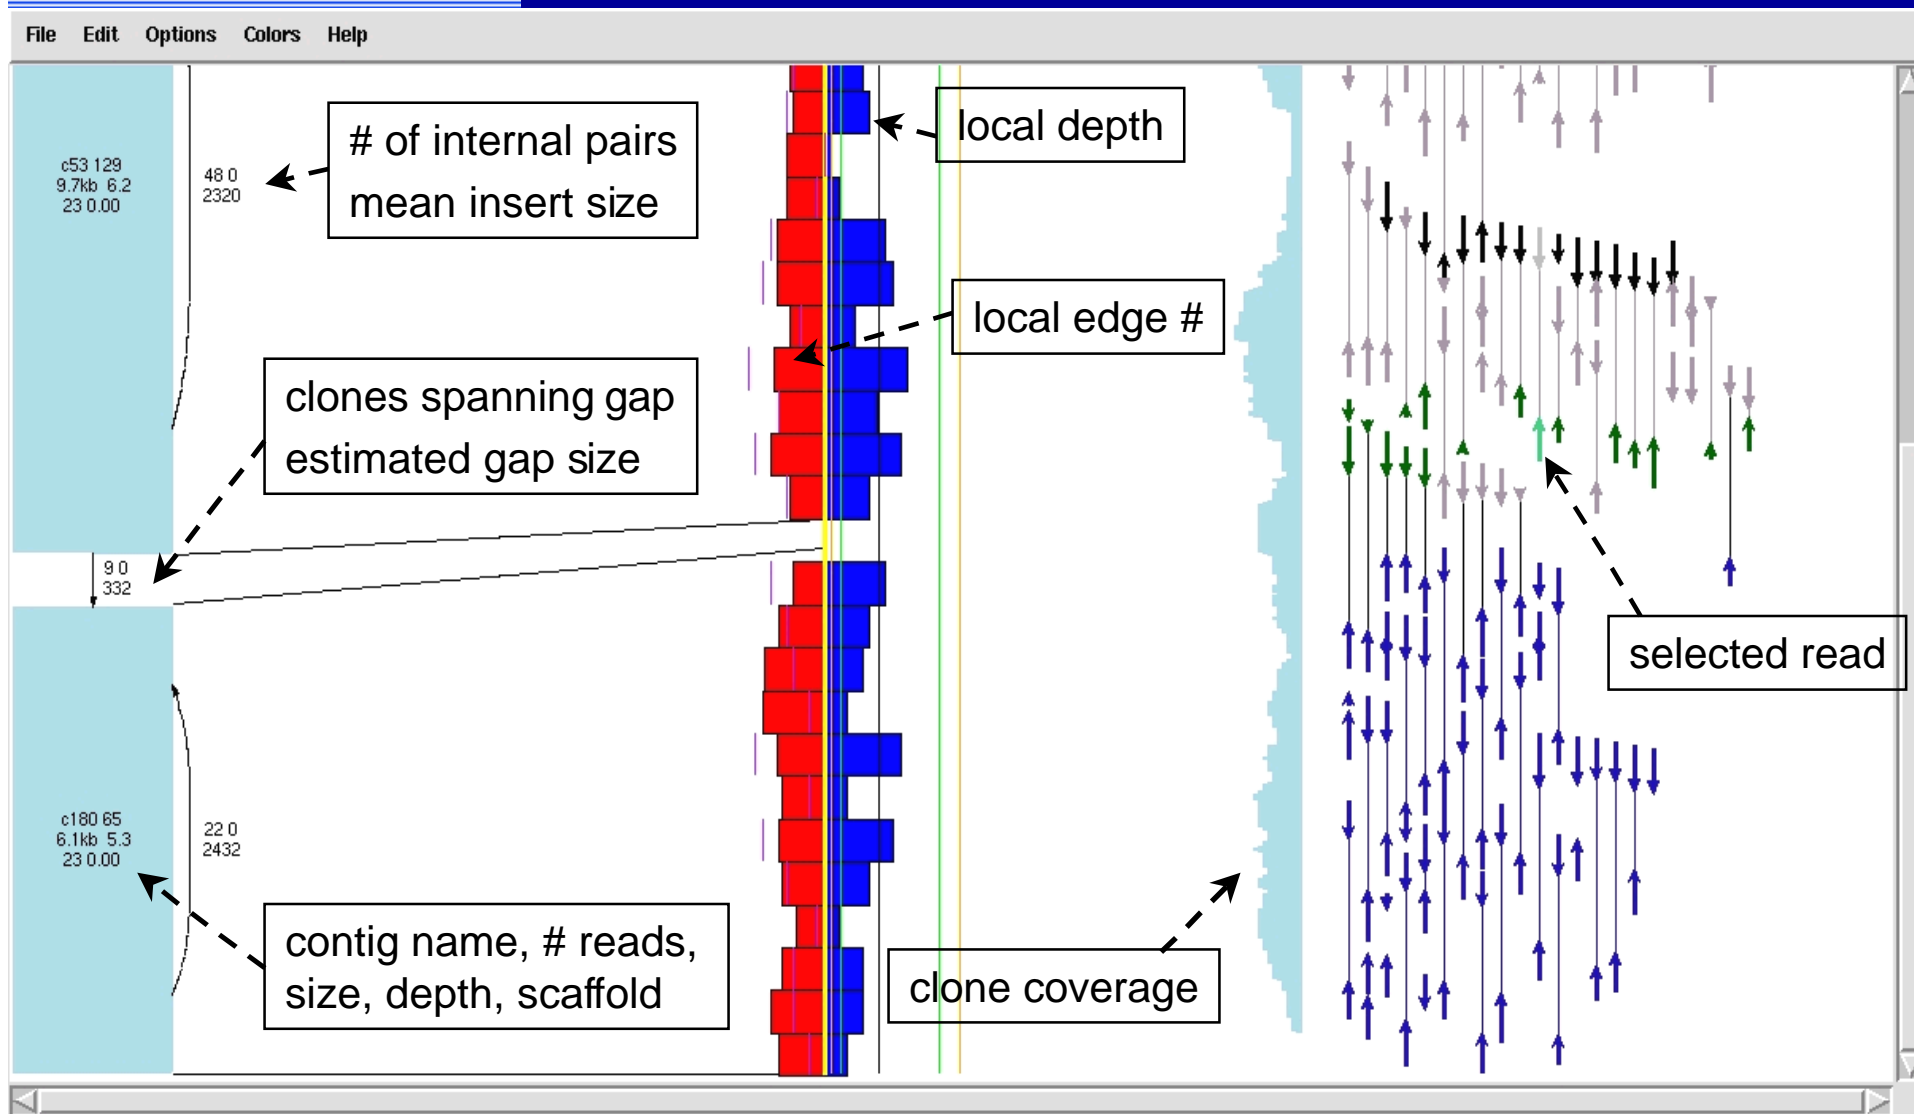 File Edit Options Colors Help
c53 129
9.7kb 6.2
23 0.00
48 0
2320
# of internal pairs
mean insert size
local depth
local edge #
clones spanning gap
estimated gap size
9 0
332
selected read
c180 65
6.1kb 5.3
23 0.00
22 0
2432
contig name, # reads,
size, depth, scaffold
clone coverage